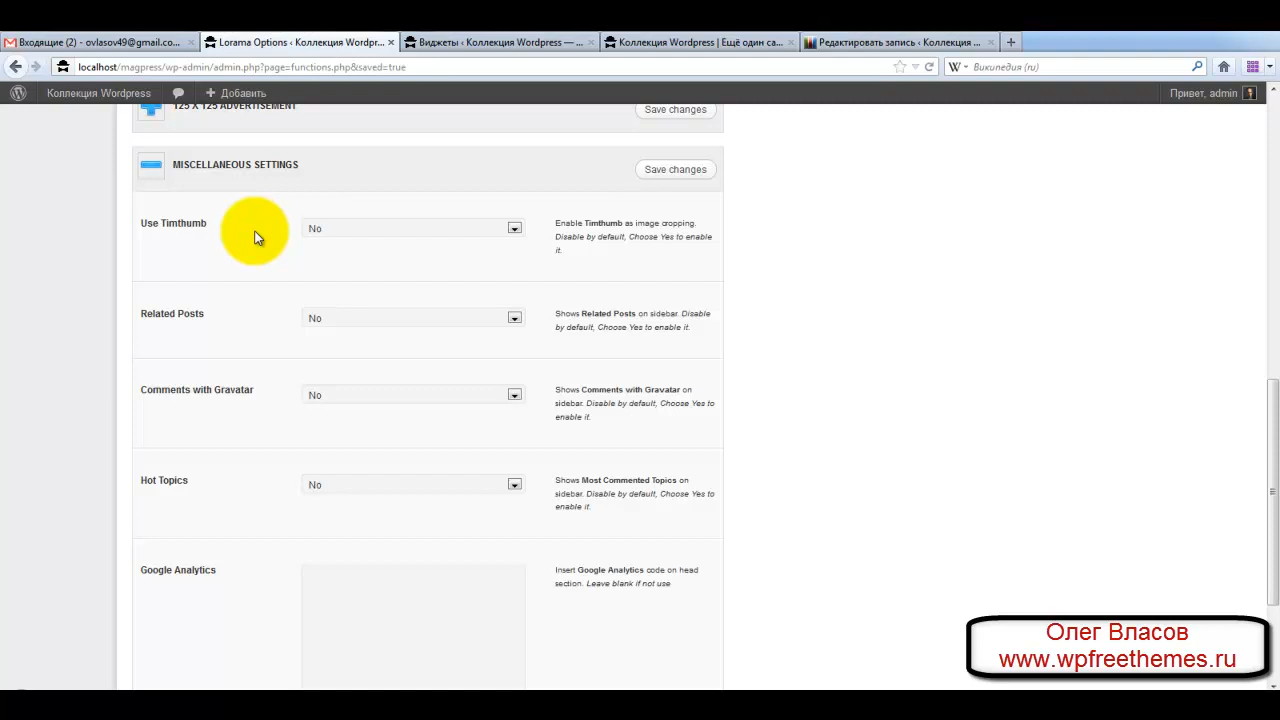 Входящие (2) - ovlasov49@gmail.co...
Lorama Options ‹ Коллекция Wordpr...
Виджеты ‹ Коллекция Wordpress — ...
Коллекция Wordpress | Ещё один са...
Редактировать запись ‹ Коллекция ...
localhost/magpress/wp-admin/admin.php?page=functions.php&saved=true
Википедия (ru)
Коллекция Wordpress
Добавить
Привет, admin
125 X 125 ADVERTISEMENT
Save changes
MISCELLANEOUS SETTINGS
Save changes
Use Timthumb
No
Enable Timthumb as image cropping.
Disable by default, Choose Yes to enable
it.
Related Posts
No
Shows Related Posts on sidebar. Disable
by default, Choose Yes to enable it.
Comments with Gravatar
No
Shows Comments with Gravatar on
sidebar. Disable by default, Choose Yes to
enable it.
Hot Topics
No
Shows Most Commented Topics on
sidebar. Disable by default, Choose Yes to
enable it.
Google Analytics
Insert Google Analytics code on head
section. Leave blank if not use
Олег Власов
www.wpfreethemes.ru